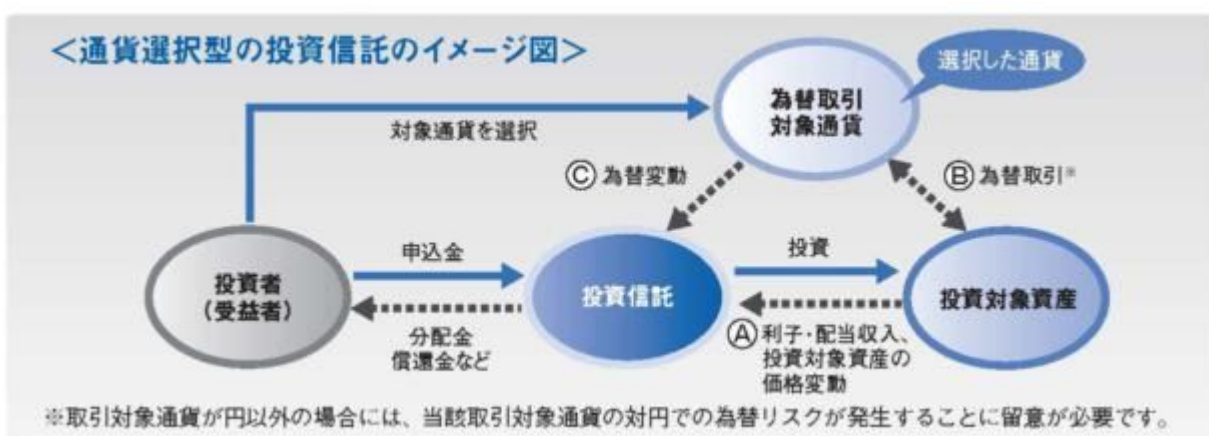 ＜通貨選択型の投資信託のイメージ図＞
選択した通貨
為替取引
対象通貨
対象通貨を選択
Ⓒ 為替変動
Ⓑ 為替取引※
投資者
（受益者）
申込金
分配金
償還金など
投資信託
投資
Ⓐ 利子・配当収入、
投資対象資産の
価格変動
投資対象資産
※取引対象通貨が円以外の場合には、当該取引対象通貨の対円での為替リスクが発生することに留意が必要です。